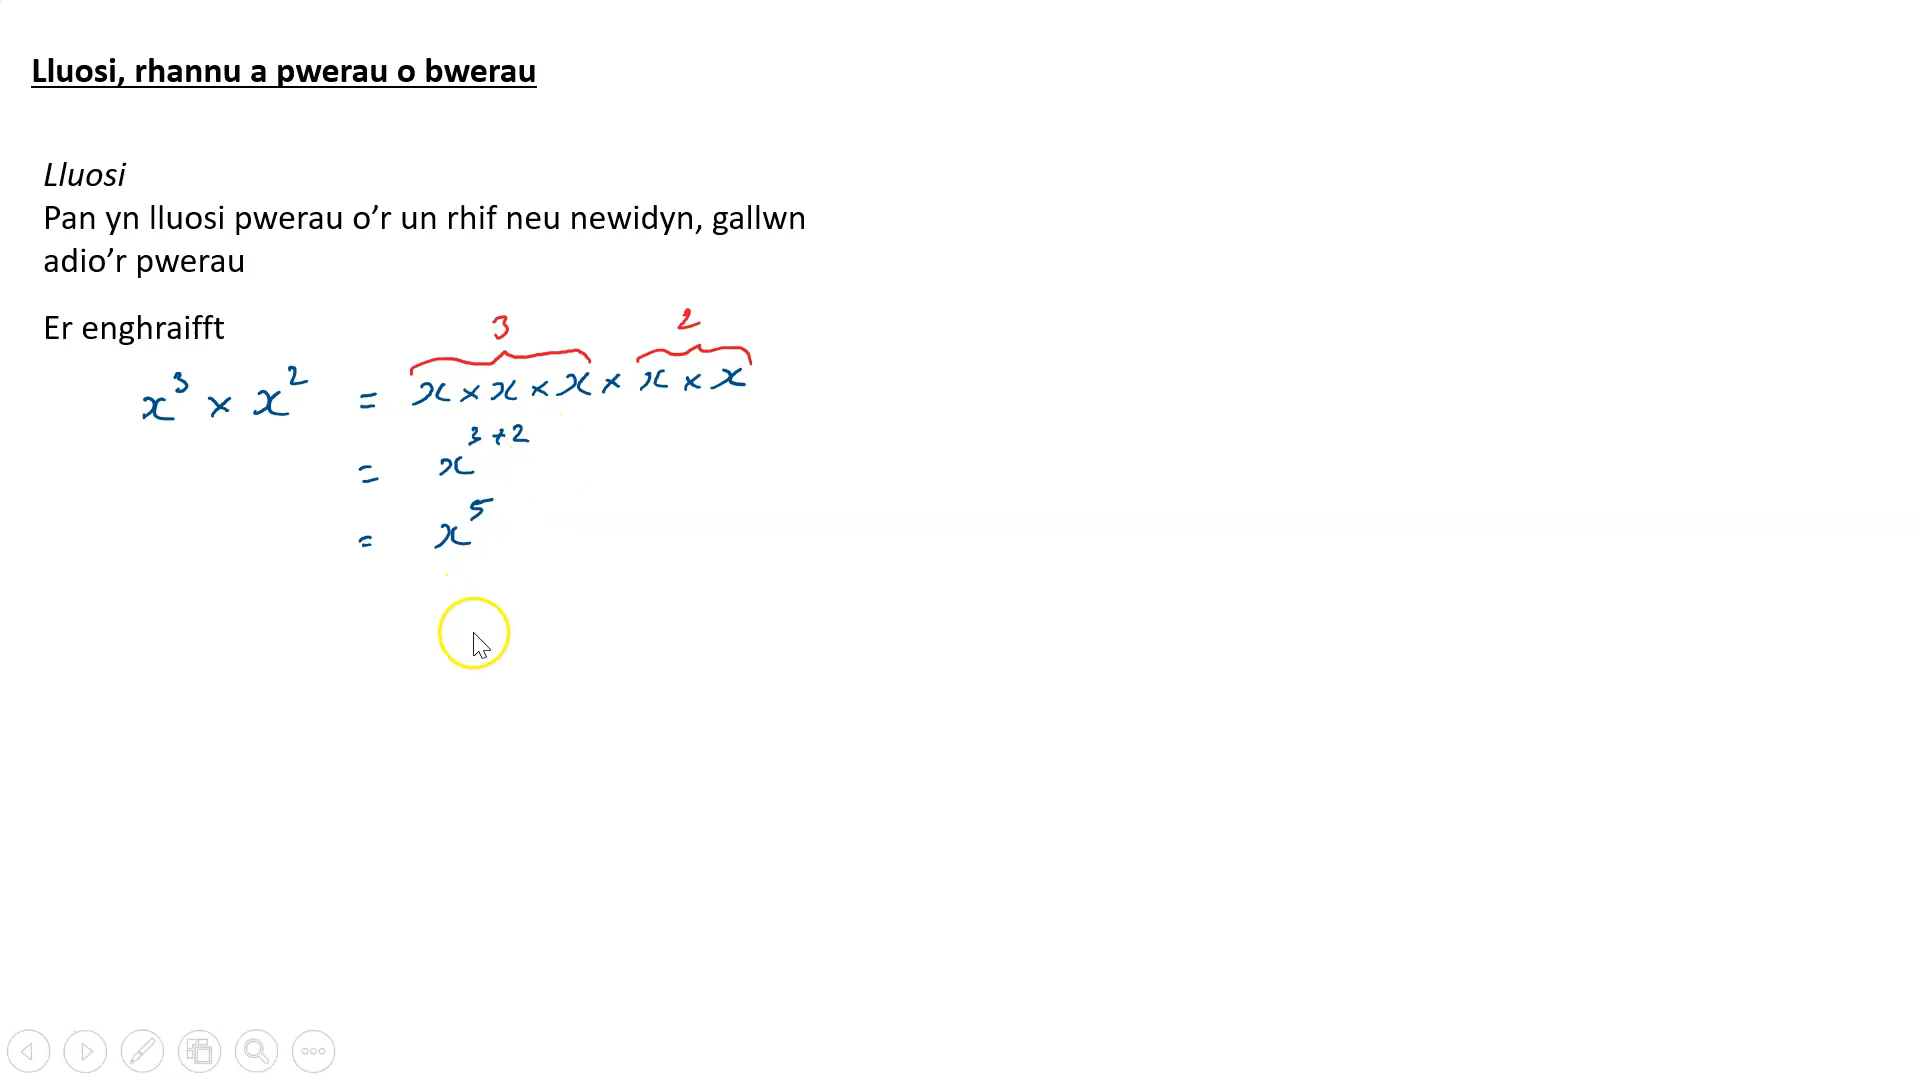 Lluosi, rhannu a pwerau o bwerau
Lluosi
Pan yn lluosi pwerau o’r un rhif neu newidyn, gallwn
adio’r pwerau
Er enghraifft
3 2
x³ × x² = x × x × x × x × x
= x³⁺²
= x⁵